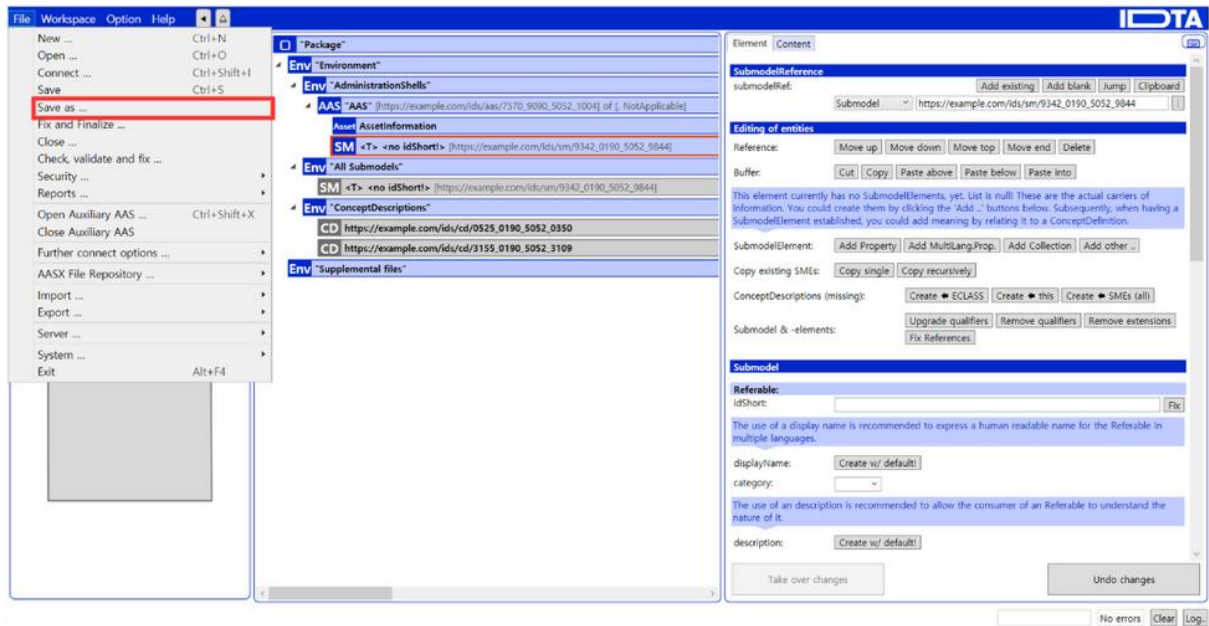 File Workspace Option Help
IDTA
New ... Ctrl+N
Open ... Ctrl+O
Connect ... Ctrl+Shift+I
Save Ctrl+S
Save as ...
Fix and Finalize ...
Close ...
Check, validate and fix ...
Security ...
Reports ...
Open Auxiliary AAS ... Ctrl+Shift+X
Close Auxiliary AAS
Further connect options ...
AASX File Repository ...
Import ...
Export ...
Server ...
System ...
Exit Alt+F4
"Package"
Env "Environment"
Env "AdministrationShells"
AAS "AAS" [https://example.com/ids/aas/7570_9090_5052_1004] of [, NotApplicable]
Asset AssetInformation
SM <T> <no idShort!> [https://example.com/ids/sm/9342_0190_5052_9844]
Env "All Submodels"
SM <T> <no idShort!> [https://example.com/ids/sm/9342_0190_5052_9844]
Env "ConceptDescriptions"
CD https://example.com/ids/cd/0525_0190_5052_0350
CD https://example.com/ids/cd/3155_0190_5052_3109
Env "Supplemental files"
Element Content
SubmodelReference
submodelRef: Add existing Add blank Jump Clipboard
Submodel https://example.com/ids/sm/9342_0190_5052_9844
Editing of entities
Reference: Move up Move down Move top Move end Delete
Buffer: Cut Copy Paste above Paste below Paste into
This element currently has no SubmodelElements, yet. List is null! These are the actual carriers of
information. You could create them by clicking the 'Add ..' buttons below. Subsequently, when having a
SubmodelElement established, you could add meaning by relating it to a ConceptDefinition.
SubmodelElement: Add Property Add MultiLang.Prop. Add Collection Add other ..
Copy existing SMEs: Copy single Copy recursively
ConceptDescriptions (missing): Create 🠴 ECLASS Create 🠴 this Create 🠴 SMEs (all)
Submodel & -elements: Upgrade qualifiers Remove qualifiers Remove extensions
Fix References
Submodel
Referable:
idShort: Fix
The use of a display name is recommended to express a human readable name for the Referable in
multiple languages.
displayName: Create w/ default!
category:
The use of an description is recommended to allow the consumer of an Referable to understand the
nature of it.
description: Create w/ default!
Take over changes Undo changes
No errors Clear Log..